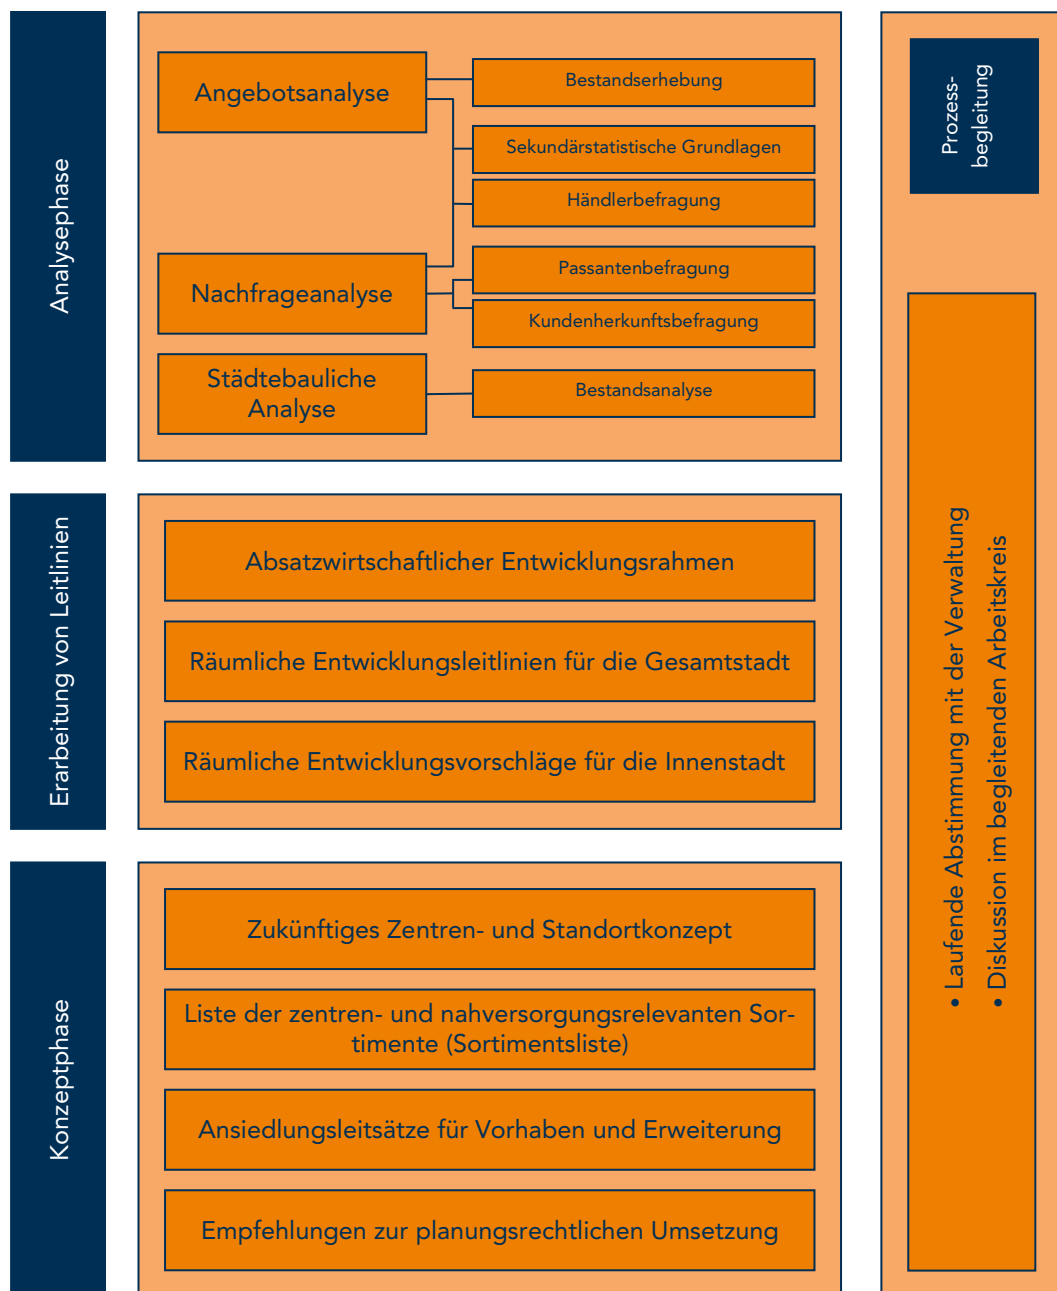 Analysephase
Angebotsanalyse
Bestandserhebung
Sekundärstatistische Grundlagen
Händlerbefragung
Nachfrageanalyse
Passantenbefragung
Kundenherkunftsbefragung
Städtebauliche
Analyse
Bestandsanalyse
Erarbeitung von Leitlinien
Absatzwirtschaftlicher Entwicklungsrahmen
Räumliche Entwicklungsleitlinien für die Gesamtstadt
Räumliche Entwicklungsvorschläge für die Innenstadt
Konzeptphase
Zukünftiges Zentren- und Standortkonzept
Liste der zentren- und nahversorgungsrelevanten Sor-
timente (Sortimentsliste)
Ansiedlungsleitsätze für Vorhaben und Erweiterung
Empfehlungen zur planungsrechtlichen Umsetzung
Prozess-
begleitung
• Laufende Abstimmung mit der Verwaltung
• Diskussion im begleitenden Arbeitskreis